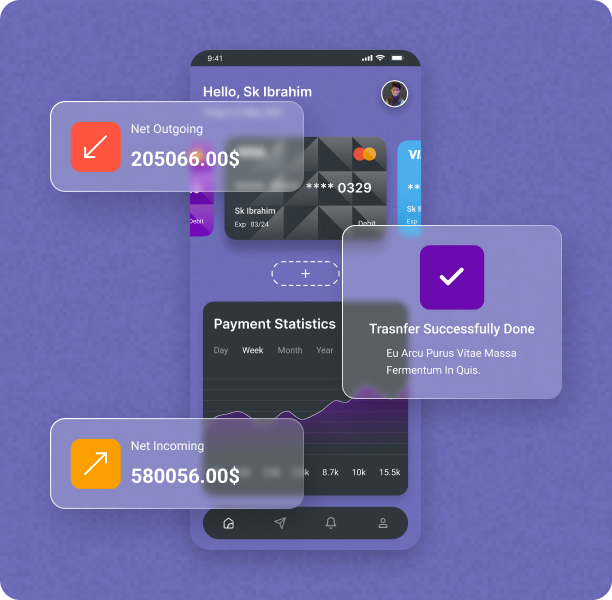 9:41
Hello, Sk Ibrahim
Net Outgoing
205066.00$
**** 0329
Sk Ibrahim
Exp 03/24
Debit
Debit
VI
**
Sk I
Exp
+
Trasnfer Successfully Done
Eu Arcu Purus Vitae Massa
Fermentum In Quis.
Payment Statistics
Day Week Month Year
Net Incoming
580056.00$
8.7k 10k 15.5k